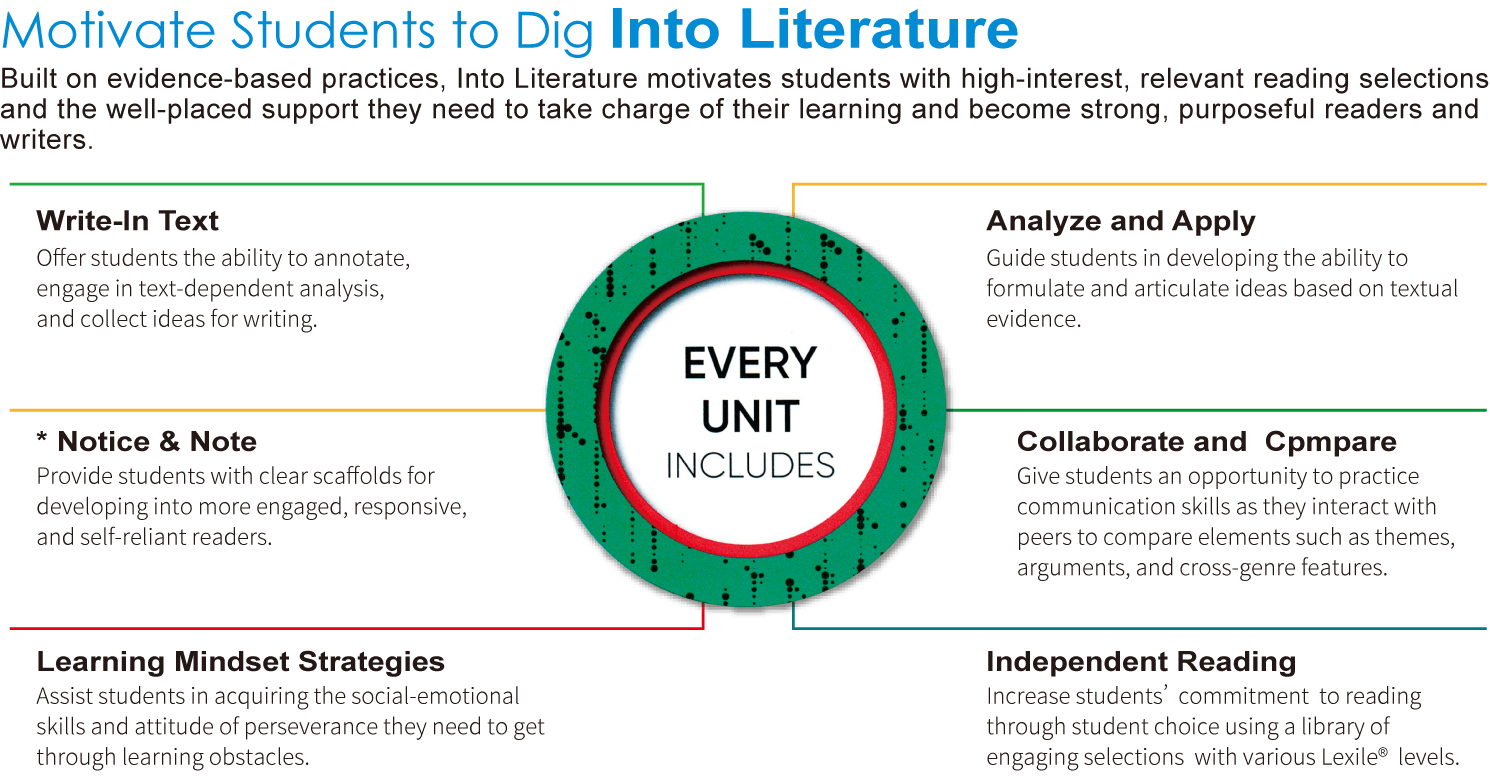 Motivate Students to Dig Into Literature
Built on evidence-based practices, Into Literature motivates students with high-interest, relevant reading selections
and the well-placed support they need to take charge of their learning and become strong, purposeful readers and
writers.
Write-In Text
Offer students the ability to annotate,
engage in text-dependent analysis,
and collect ideas for writing.
Analyze and Apply
Guide students in developing the ability to
formulate and articulate ideas based on textual
evidence.
EVERY
UNIT
INCLUDES
* Notice & Note
Provide students with clear scaffolds for
developing into more engaged, responsive,
and self-reliant readers.
Collaborate and Cpmpare
Give students an opportunity to practice
communication skills as they interact with
peers to compare elements such as themes,
arguments, and cross-genre features.
Learning Mindset Strategies
Assist students in acquiring the social-emotional
skills and attitude of perseverance they need to get
through learning obstacles.
Independent Reading
Increase students’ commitment to reading
through student choice using a library of
engaging selections with various Lexile® levels.